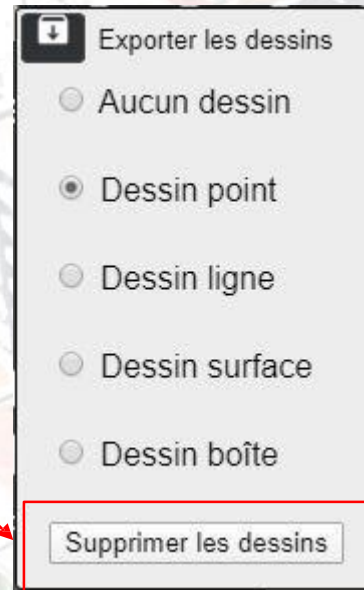 Exporter les dessins
Aucun dessin
Dessin point
Dessin ligne
Dessin surface
Dessin boîte
Supprimer les dessins